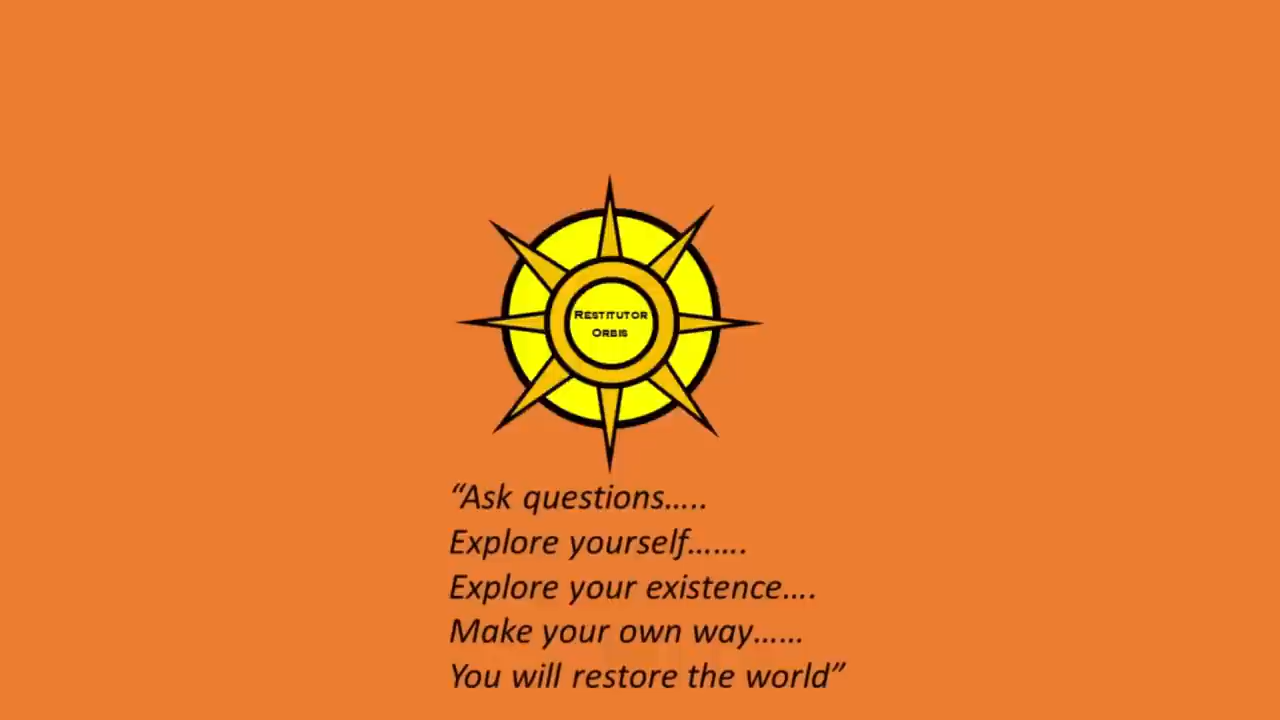 Restitutor
Orbis
“Ask questions…..
Explore yourself…….
Explore your existence….
Make your own way……
You will restore the world”